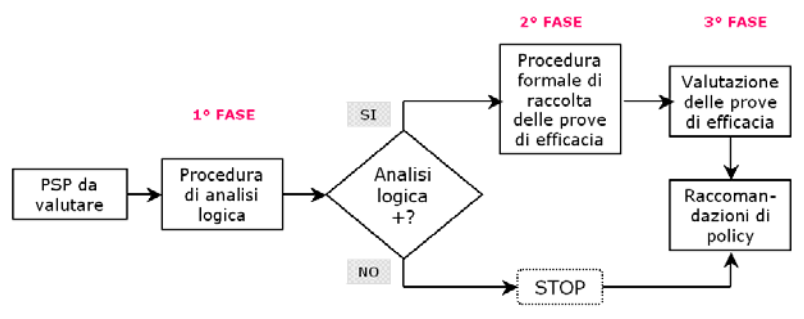 2° FASE
3° FASE
Procedura
formale di
raccolta
delle prove
di efficacia
Valutazione
delle prove
di efficacia
1° FASE
SI
PSP da
valutare
Procedura
di analisi
logica
Analisi
logica
+?
Raccoman-
dazioni di
policy
NO
STOP